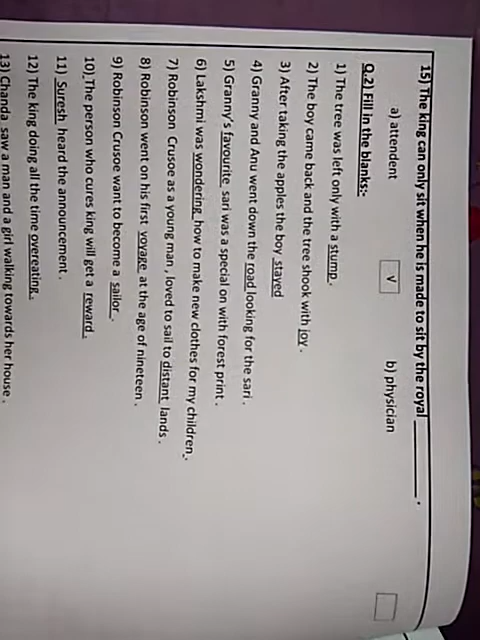 15) The king can only sit when he is made to sit by the royal ________.
a) attendent √ b) physician
Q.2) Fill in the blanks:-
1) The tree was left only with a stump.
2) The boy came back and the tree shook with joy.
3) After taking the apples the boy stayed
4) Granny and Anu went down the road looking for the sari.
5) Granny's favourite sari was a special on with forest print.
6) Lakshmi was wondering how to make new clothes for my children.
7) Robinson Crusoe as a young man, loved to sail to distant lands.
8) Robinson went on his first voyage at the age of nineteen.
9) Robinson Crusoe want to become a sailor.
10) The person who cures king will get a reward.
11) Suresh heard the announcement.
12) The king doing all the time overeating.
13) Chanda saw a man and a girl walking towards her house.